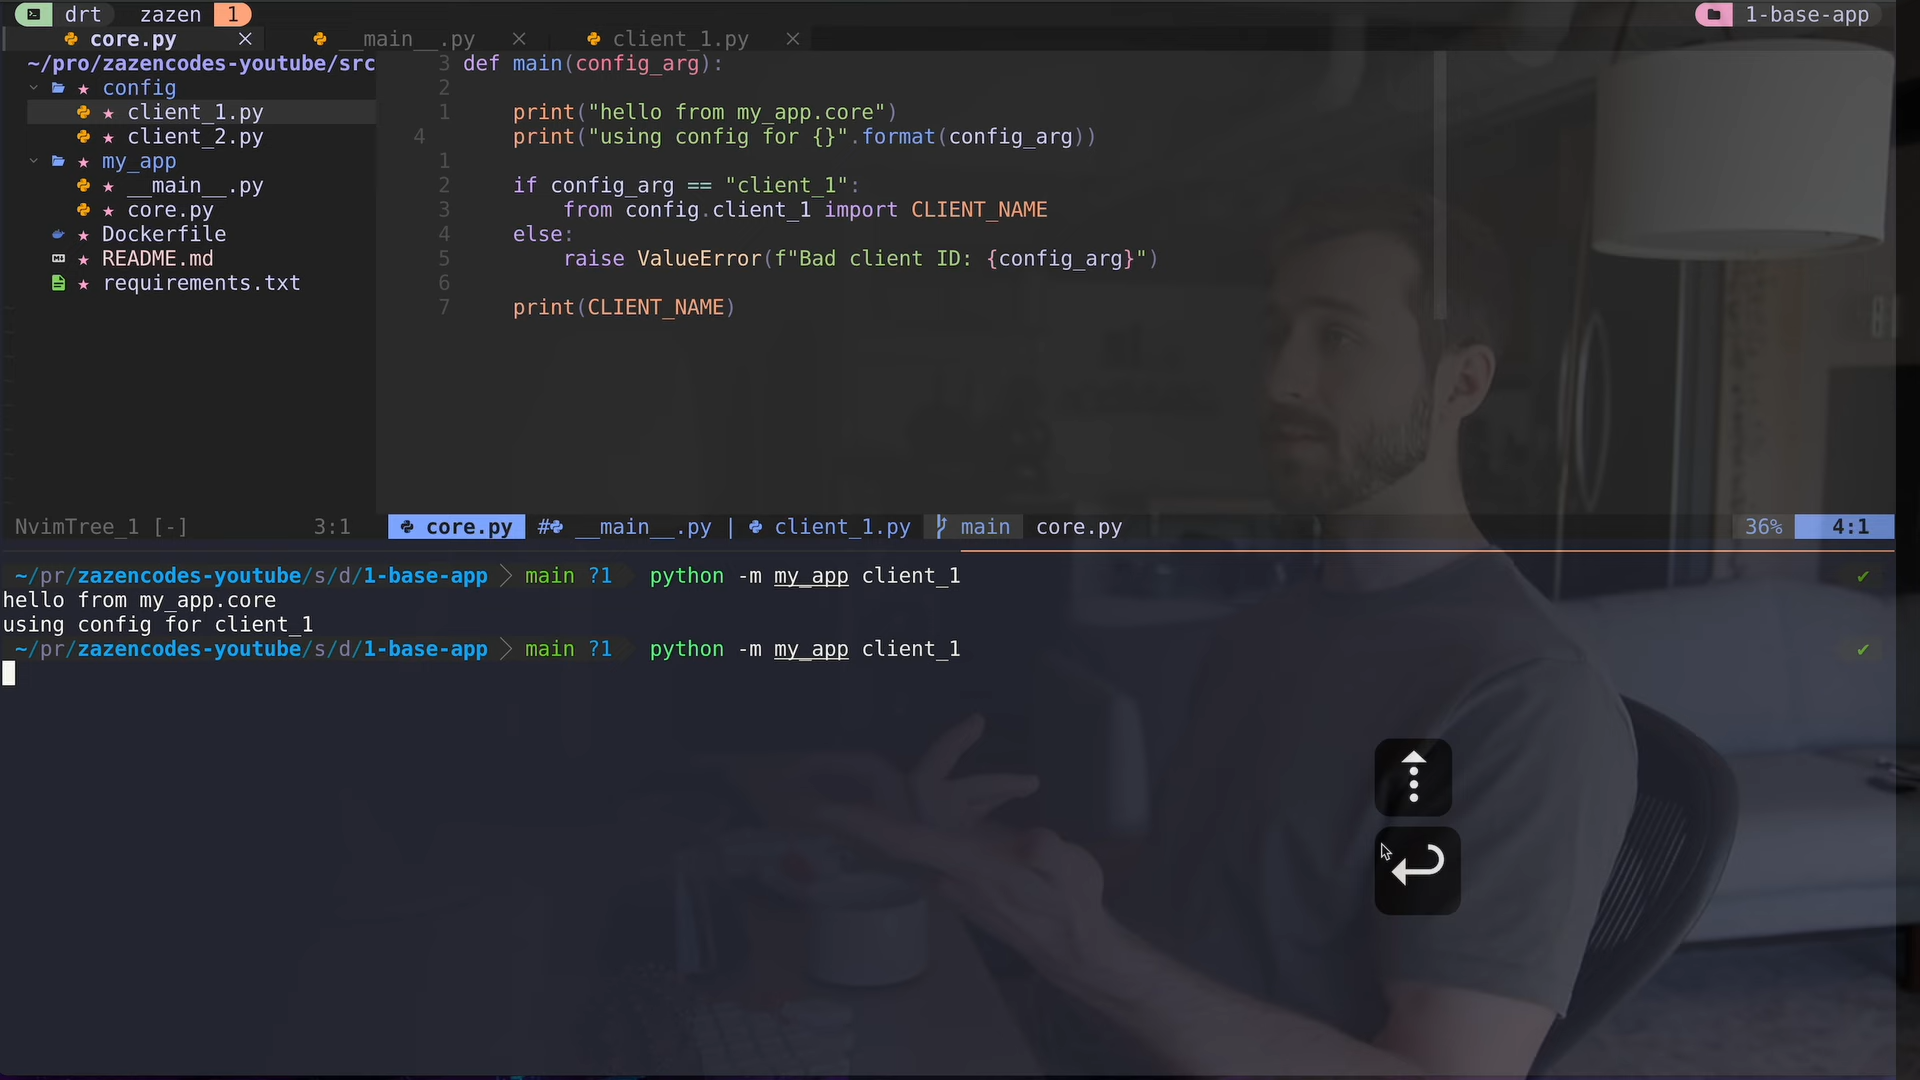 drt zazen 1 1-base-app
core.py __main__.py client_1.py
~/pro/zazencodes-youtube/src
config
client_1.py
client_2.py
my_app
__main__.py
core.py
Dockerfile
README.md
requirements.txt
3 def main(config_arg):
2
1 print("hello from my_app.core")
4 print("using config for {}".format(config_arg))
1
2 if config_arg == "client_1":
3 from config.client_1 import CLIENT_NAME
4 else:
5 raise ValueError(f"Bad client ID: {config_arg}")
6
7 print(CLIENT_NAME)
NvimTree_1 [-] 3:1 core.py # __main__.py | client_1.py main core.py 36% 4:1
~/pr/zazencodes-youtube/s/d/1-base-app main ?1 python -m my_app client_1
hello from my_app.core
using config for client_1
~/pr/zazencodes-youtube/s/d/1-base-app main ?1 python -m my_app client_1